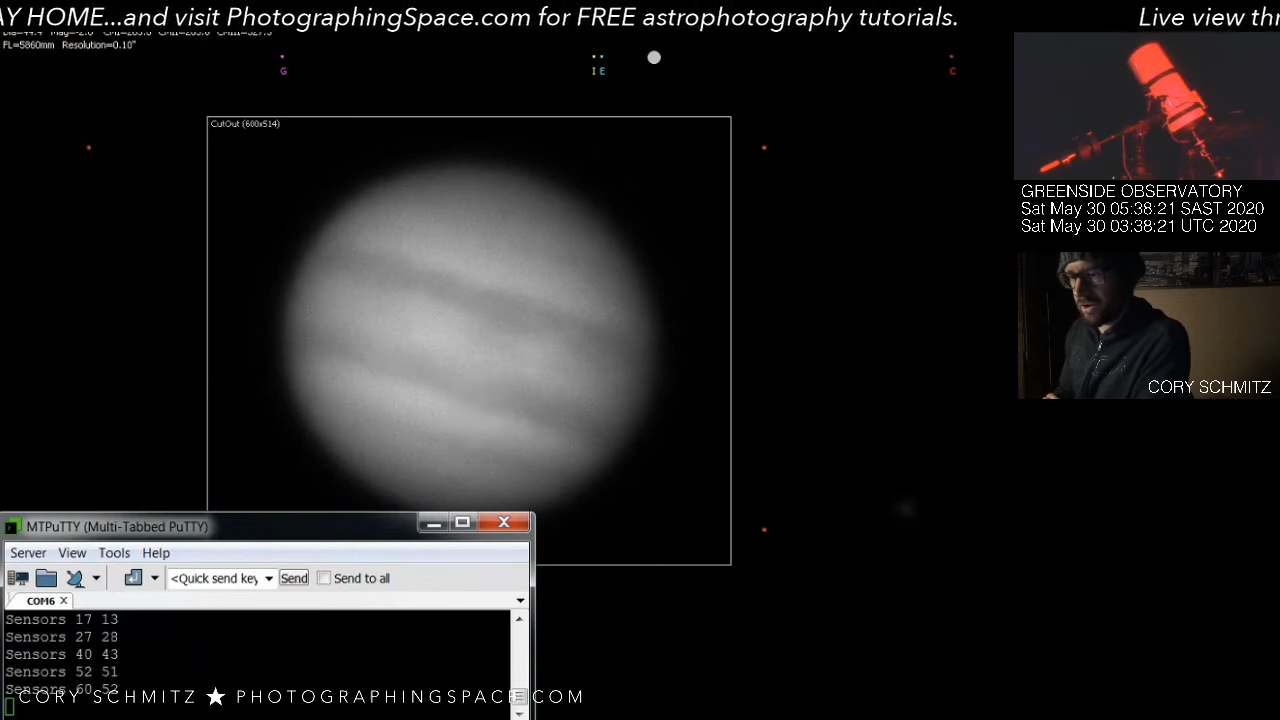 AY HOME...and visit PhotographingSpace.com for FREE astrophotography tutorials.
Live view thr
FL=5860mm Resolution=0.10"
G
I E
C
CutOut (600x514)
GREENSIDE OBSERVATORY
Sat May 30 05:38:21 SAST 2020
Sat May 30 03:38:21 UTC 2020
CORY SCHMITZ
MTPuTTY (Multi-Tabbed PuTTY)
Server View Tools Help
<Quick send key Send Send to all
COM6
Sensors 17 13
Sensors 27 28
Sensors 40 43
Sensors 52 51
Sensors 60
CORY SCHMITZ ★ PHOTOGRAPHINGSPACE.COM